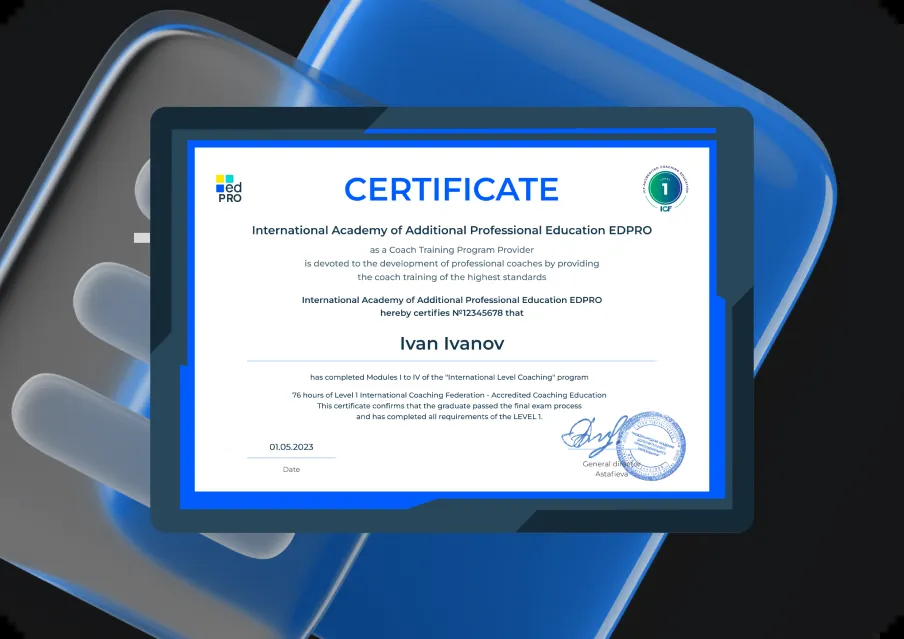 ed
PRO
CERTIFICATE
LEVEL
1
ICF
International Academy of Additional Professional Education EDPRO
as a Coach Training Program Provider
is devoted to the development of professional coaches by providing
the coach training of the highest standards
International Academy of Additional Professional Education EDPRO
hereby certifies №12345678 that
Ivan Ivanov
has completed Modules I to IV of the "International Level Coaching" program
76 hours of Level 1 International Coaching Federation - Accredited Coaching Education
This certificate confirms that the graduate passed the final exam process
and has completed all requirements of the LEVEL 1.
01.05.2023
Date
General director
Astafieva